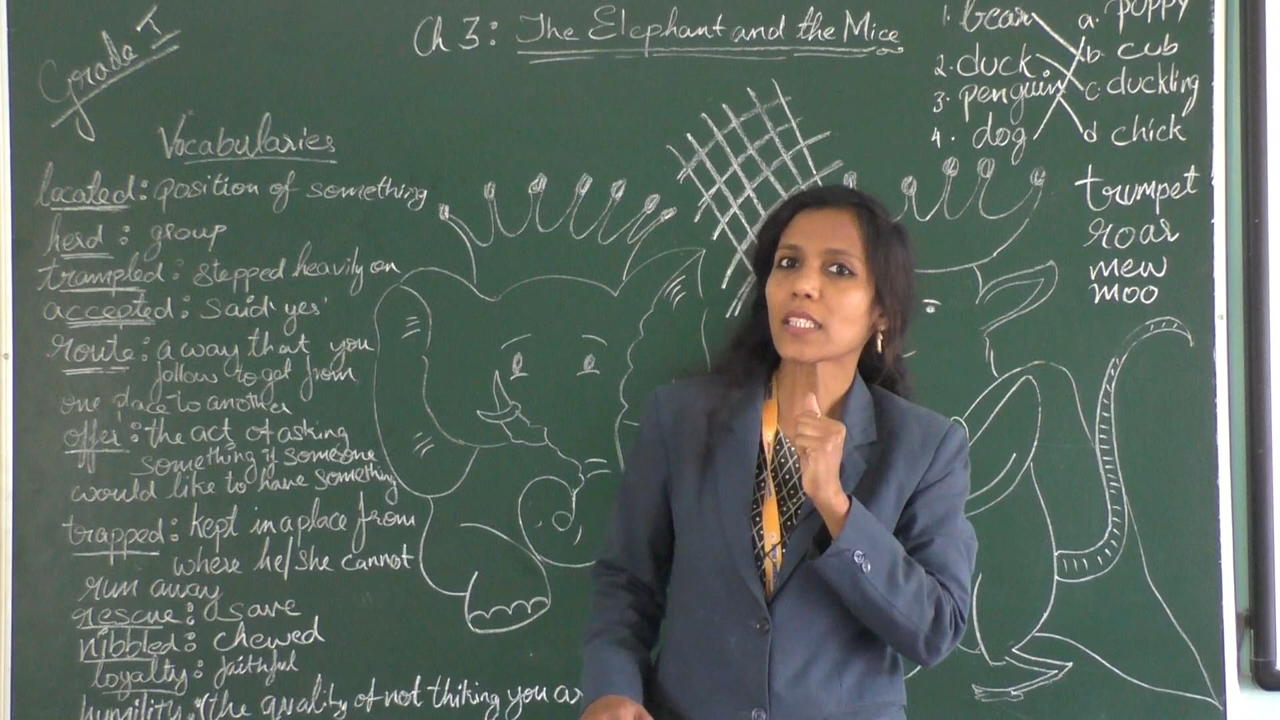 Grade I
Ch 3: The Elephant and the Mice
Vocabularies
lacated: position of something
herd: group
trampled: stepped heavily on
accepted: said 'yes'
route: a way that you
follow to get from
one place to another
offer: the act of asking
something if someone
would like to have something
trapped: kept in a place from
where he/she cannot
run away
rescue: save
nibbled: chewed
loyalty: faithful
humility: (the quality of not thiking you are
1. bear a. puppy
2. duck b. cub
3. penguin c. duckling
4. dog d chick
trumpet
roar
mew
moo